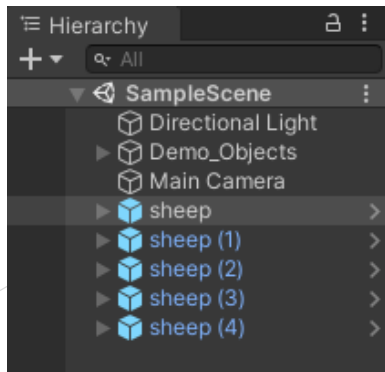 Hierarchy
All
SampleScene
Directional Light
Demo_Objects
Main Camera
sheep
sheep (1)
sheep (2)
sheep (3)
sheep (4)